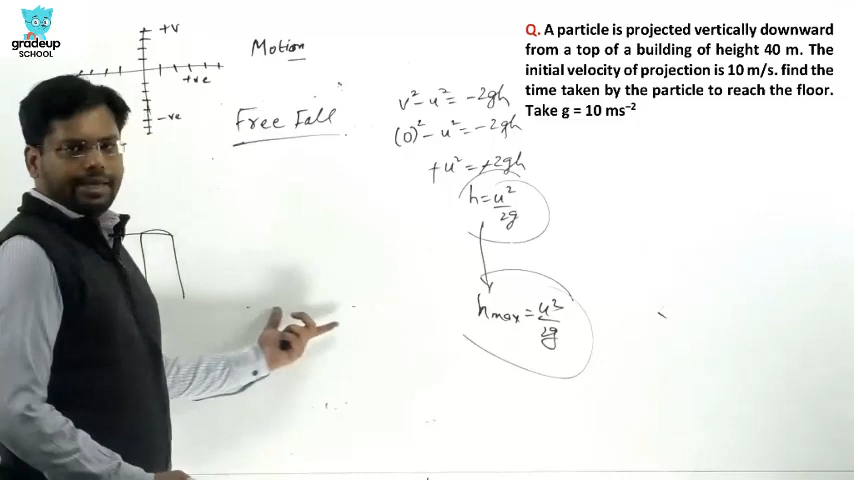 gradeup
SCHOOL
+v
+ve
-ve
Motion
Free Fall
v² - u² = -2gh
(0)² - u² = -2gh
+u² = +2gh
h = u²/2g
hmax = u²/2g
Q. A particle is projected vertically downward
from a top of a building of height 40 m. The
initial velocity of projection is 10 m/s. find the
time taken by the particle to reach the floor.
Take g = 10 ms⁻²